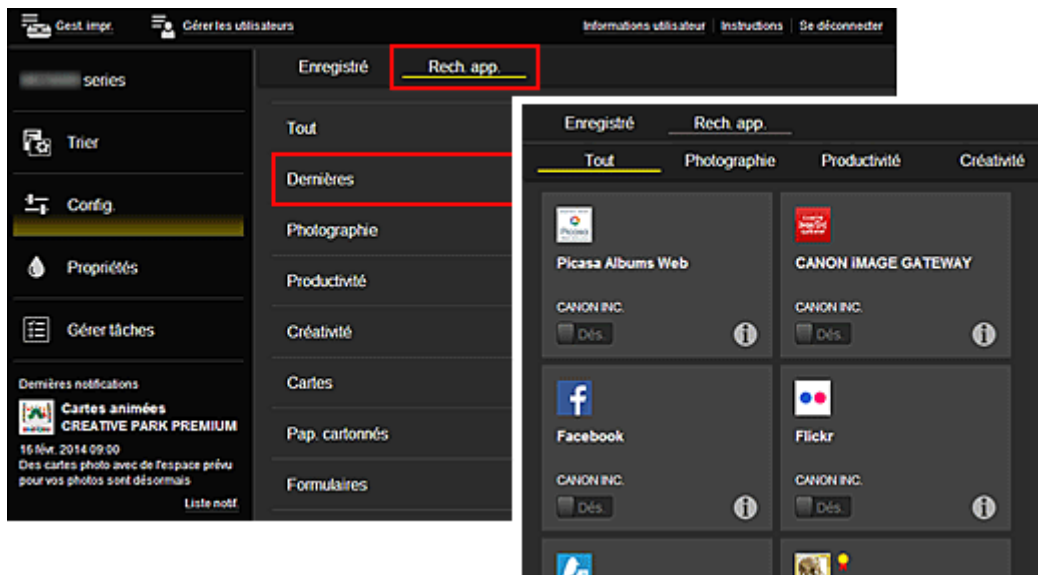 Gest. impr.
Gérer les utilisateurs
Informations utilisateur
Instructions
Se déconnecter
series
Trier
Config.
Propriétés
Gérer tâches
Dernières notifications
Cartes animées
CREATIVE PARK PREMIUM
16 févr. 2014 09:00
Des cartes photo avec de l'espace prévu
pour vos photos sont désormais
Liste notif.
Enregistré
Rech. app.
Tout
Dernières
Photographie
Productivité
Créativité
Cartes
Pap. cartonnés
Formulaires
Enregistré
Rech. app.
Tout
Photographie
Productivité
Créativité
Picasa
Picasa Albums Web
CANON INC.
Dés.
CANON iMAGE GATEWAY
CANON INC.
Dés.
Facebook
CANON INC.
Dés.
Flickr
CANON INC.
Dés.